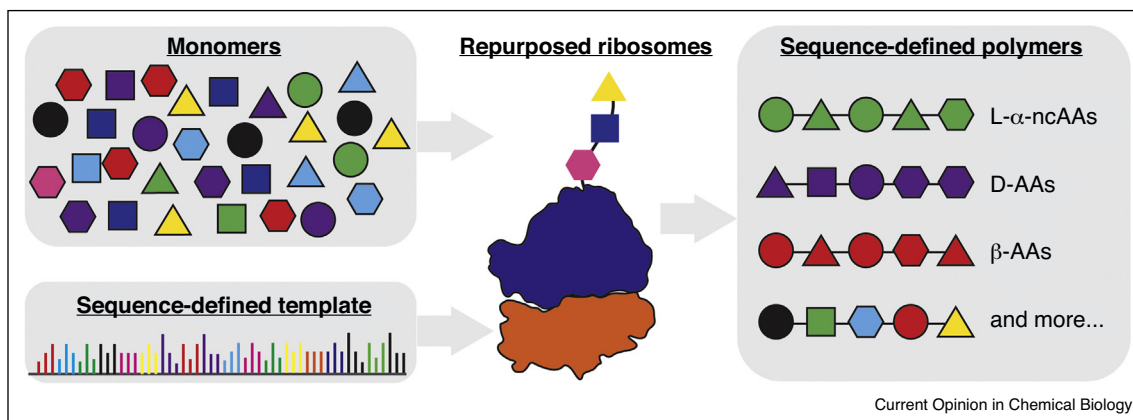 Monomers
Repurposed ribosomes
Sequence-defined polymers
L-α-ncAAs
D-AAs
β-AAs
and more...
Sequence-defined template
Current Opinion in Chemical Biology